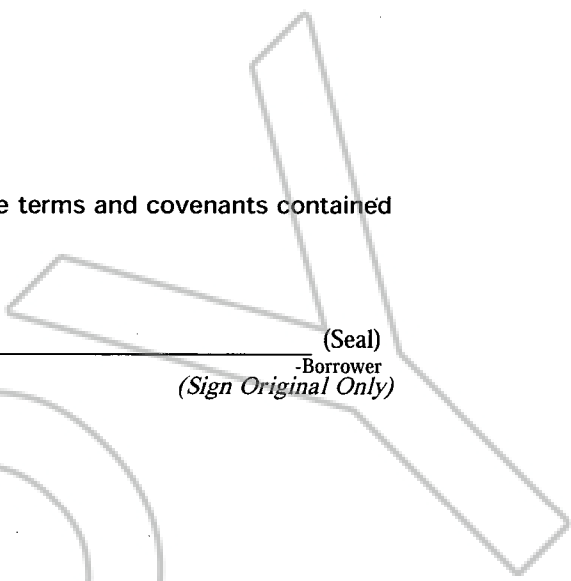 e terms and covenants contained
(Seal)
-Borrower
(Sign Original Only)